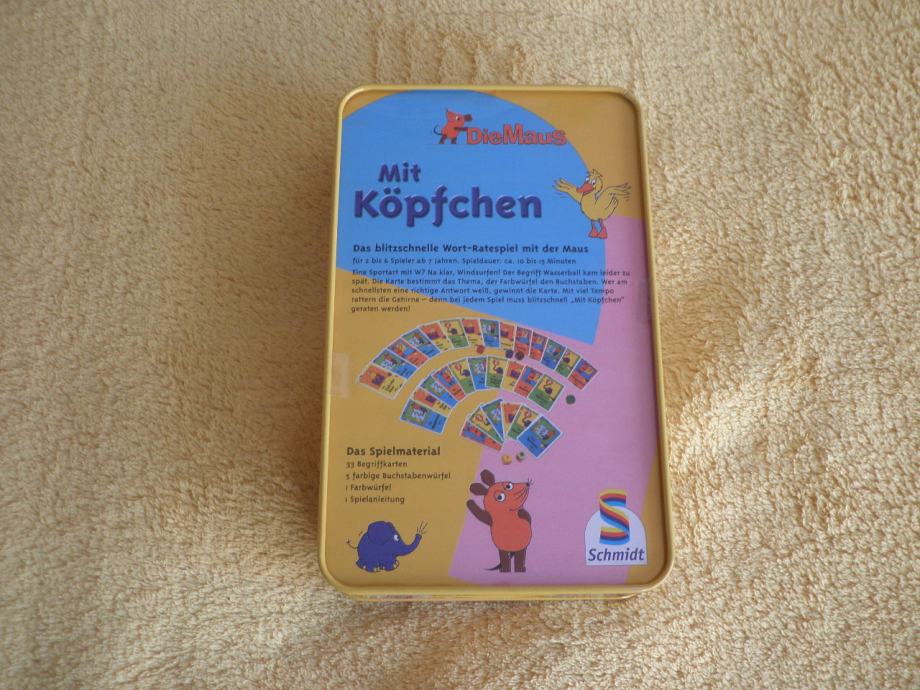 DieMaus
Mit
Köpfchen
Das blitzschnelle Wort-Ratespiel mit der Maus
für 2 bis 6 Spieler ab 7 Jahren. Spieldauer: ca. 10 bis 15 Minuten
Eine Sportart mit W? Na klar, Windsurfen! Der Begriff Wasserball kam leider zu
spät. Die Karte bestimmt das Thema, der Farbwürfel den Buchstaben. Wer am
schnellsten eine richtige Antwort weiß, gewinnt die Karte. Mit viel Tempo
rattern die Gehirne – denn bei jedem Spiel muss blitzschnell „Mit Köpfchen“
geraten werden!
Das Spielmaterial
33 Begriffkarten
5 farbige Buchstabenwürfel
1 Farbwürfel
1 Spielanleitung
Schmidt